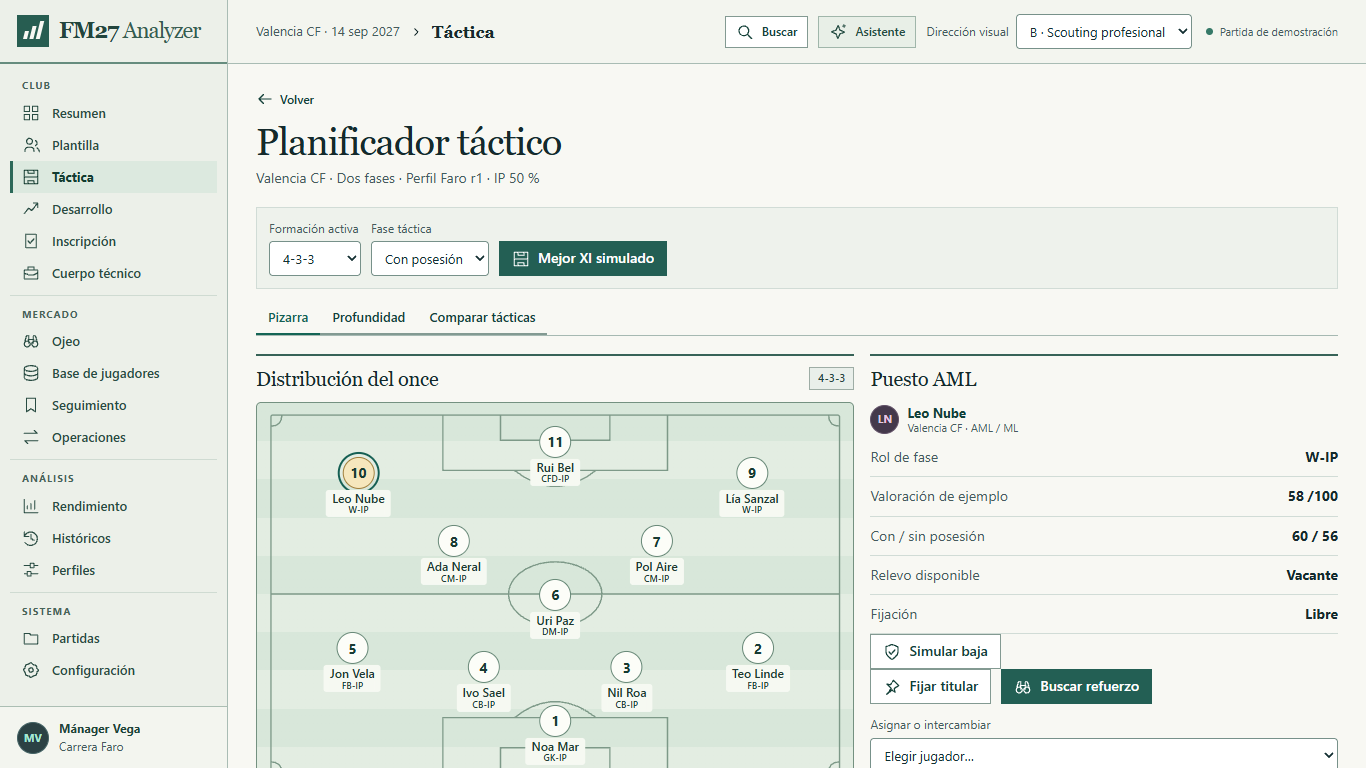 FM27 Analyzer
CLUB
Resumen
Plantilla
Táctica
Desarrollo
Inscripción
Cuerpo técnico
MERCADO
Ojeo
Base de jugadores
Seguimiento
Operaciones
ANÁLISIS
Rendimiento
Históricos
Perfiles
SISTEMA
Partidas
Configuración
MV
Mánager Vega
Carrera Faro
Valencia CF · 14 sep 2027 > Táctica
Buscar
Asistente
Dirección visual
B · Scouting profesional
Partida de demostración
Volver
Planificador táctico
Valencia CF · Dos fases · Perfil Faro r1 · IP 50 %
Formación activa
4-3-3
Fase táctica
Con posesión
Mejor XI simulado
Pizarra
Profundidad
Comparar tácticas
Distribución del once
4-3-3
11
Rui Bel
CFD-IP
10
Leo Nube
W-IP
9
Lía Sanzal
W-IP
8
Ada Neral
CM-IP
7
Pol Aire
CM-IP
6
Uri Paz
DM-IP
5
Jon Vela
FB-IP
4
Ivo Sael
CB-IP
3
Nil Roa
CB-IP
2
Teo Linde
FB-IP
1
Noa Mar
GK-IP
Puesto AML
LN
Leo Nube
Valencia CF · AML / ML
Rol de fase W-IP
Valoración de ejemplo 58 /100
Con / sin posesión 60 / 56
Relevo disponible Vacante
Fijación Libre
Simular baja
Fijar titular
Buscar refuerzo
Asignar o intercambiar
Elegir jugador...